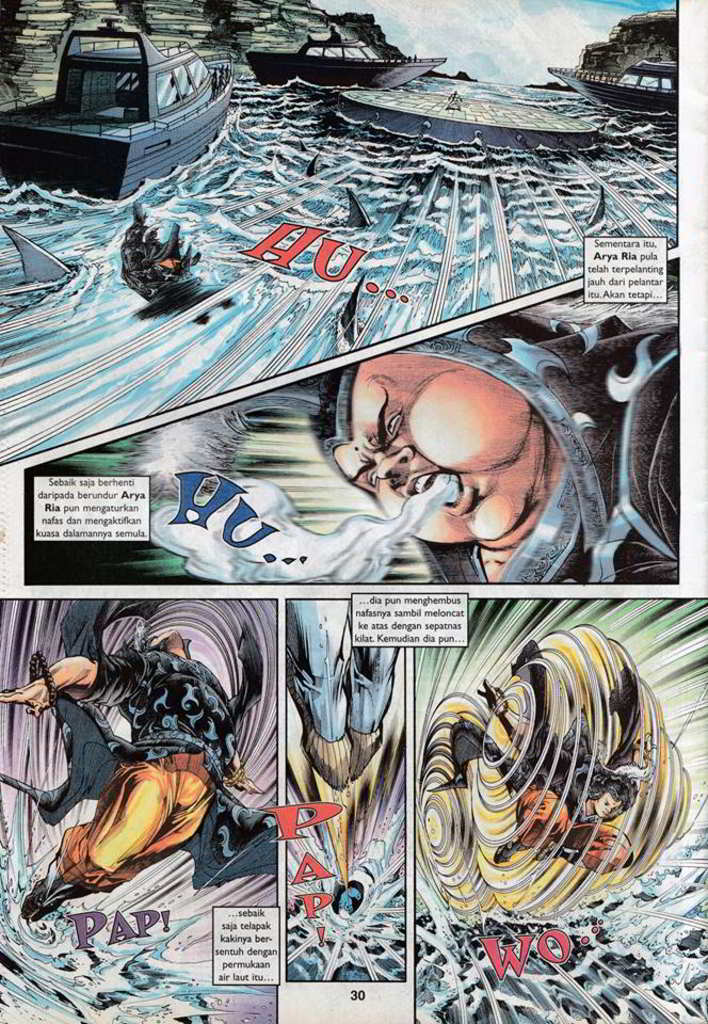 HU...
Sementara itu,
Arya Ria pula
telah terpelanting
jauh dari pelantar
itu. Akan tetapi...
Sebaik saja berhenti
daripada berundur Arya
Ria pun mengaturkan
nafas dan mengaktifkan
kuasa dalamannya semula.
HU...
...dia pun menghembus
nafasnya sambil meloncat
ke atas dengan sepatnas
kilat. Kemudian dia pun...
PAP!
...sebaik
saja telapak
kakinya ber-
sentuh dengan
permukaan
air laut itu...
PAP!
WO...
30